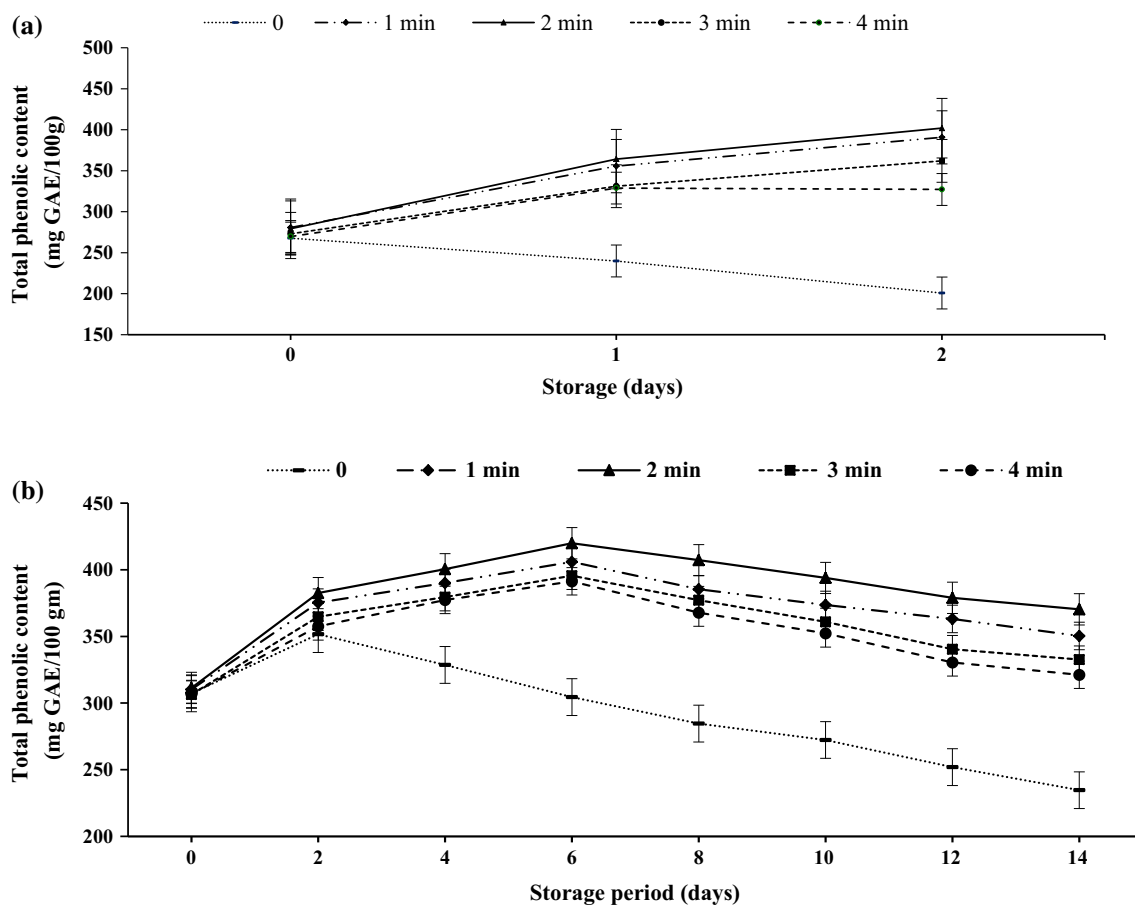 (a)
0 1 min 2 min 3 min 4 min
Total phenolic content
(mg GAE/100g)
500
450
400
350
300
250
200
150
0 1 2
Storage (days)
(b)
0 1 min 2 min 3 min 4 min
Total phenolic content
(mg GAE/100 gm)
450
400
350
300
250
200
0 2 4 6 8 10 12 14
Storage period (days)